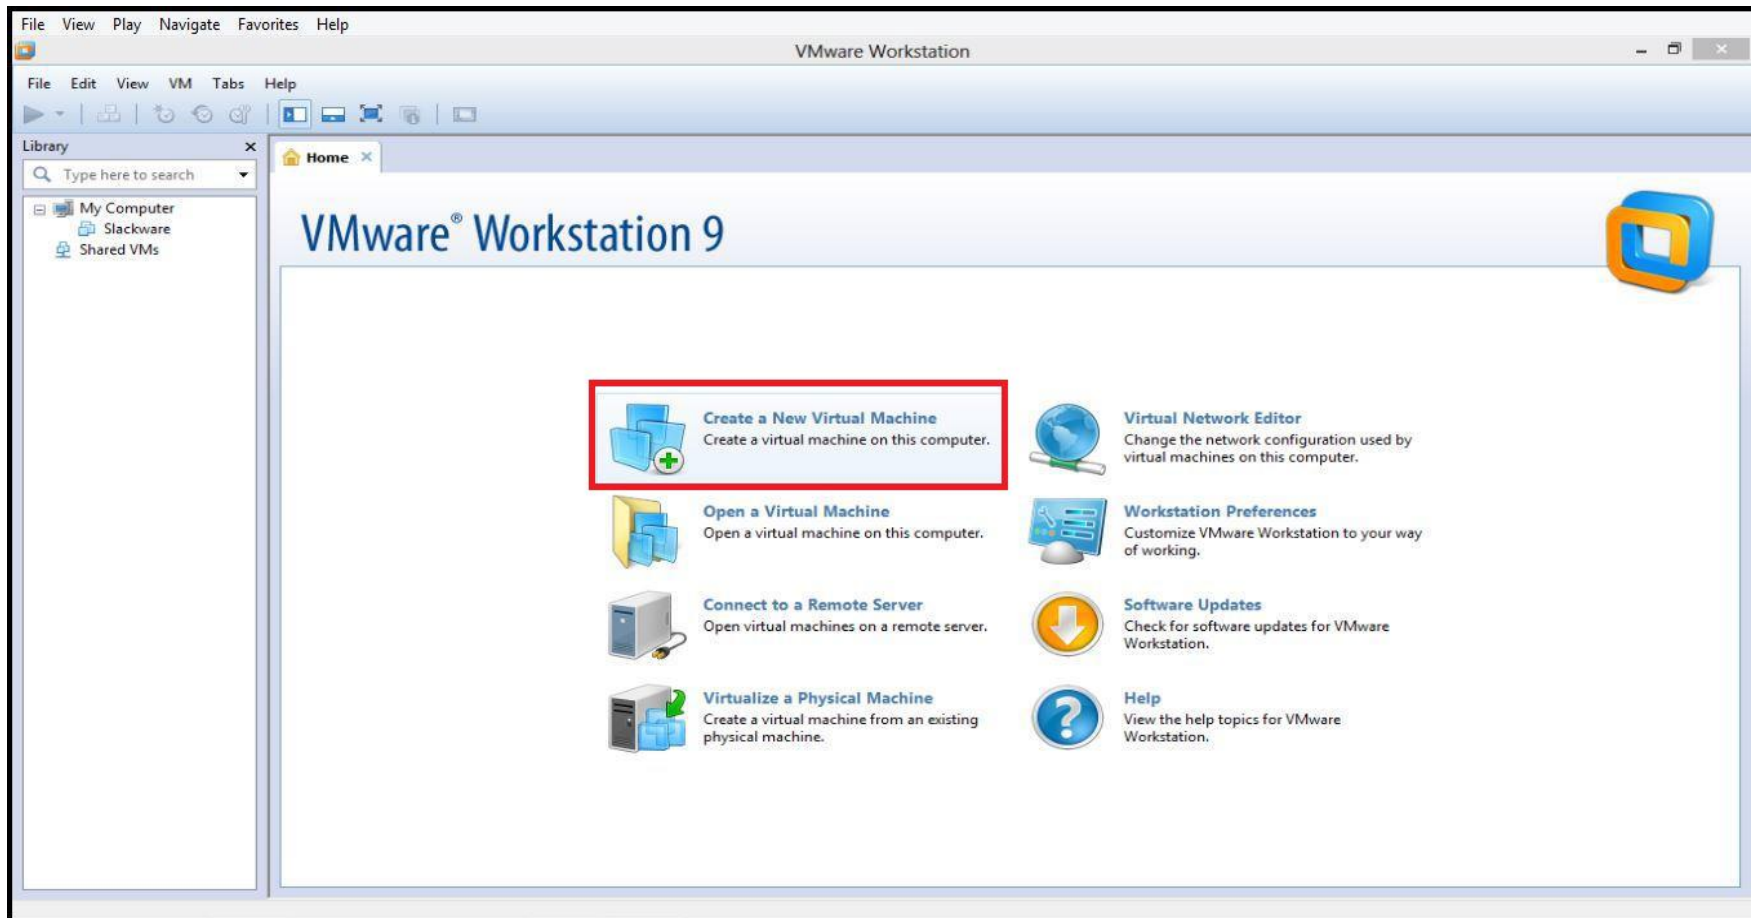 File View Play Navigate Favorites Help
VMware Workstation
File Edit View VM Tabs Help
Library
Home
Type here to search
My Computer
Slackware
Shared VMs
VMware® Workstation 9
Create a New Virtual Machine
Create a virtual machine on this computer.
Open a Virtual Machine
Open a virtual machine on this computer.
Connect to a Remote Server
Open virtual machines on a remote server.
Virtualize a Physical Machine
Create a virtual machine from an existing
physical machine.
Virtual Network Editor
Change the network configuration used by
virtual machines on this computer.
Workstation Preferences
Customize VMware Workstation to your way
of working.
Software Updates
Check for software updates for VMware
Workstation.
Help
View the help topics for VMware
Workstation.